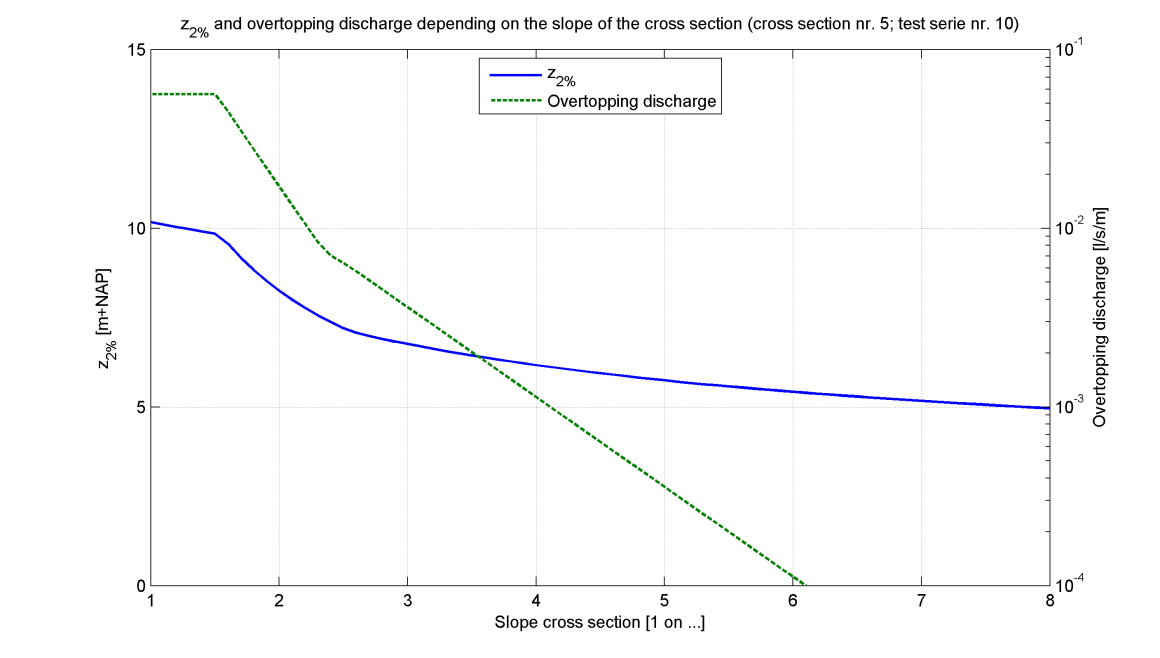 z2% and overtopping discharge depending on the slope of the cross section (cross section nr. 5; test serie nr. 10)
z2%
Overtopping discharge
15
10
5
0
z2% [m+NAP]
10-1
10-2
10-3
10-4
Overtopping discharge [l/s/m]
1 2 3 4 5 6 7 8
Slope cross section [1 on ...]